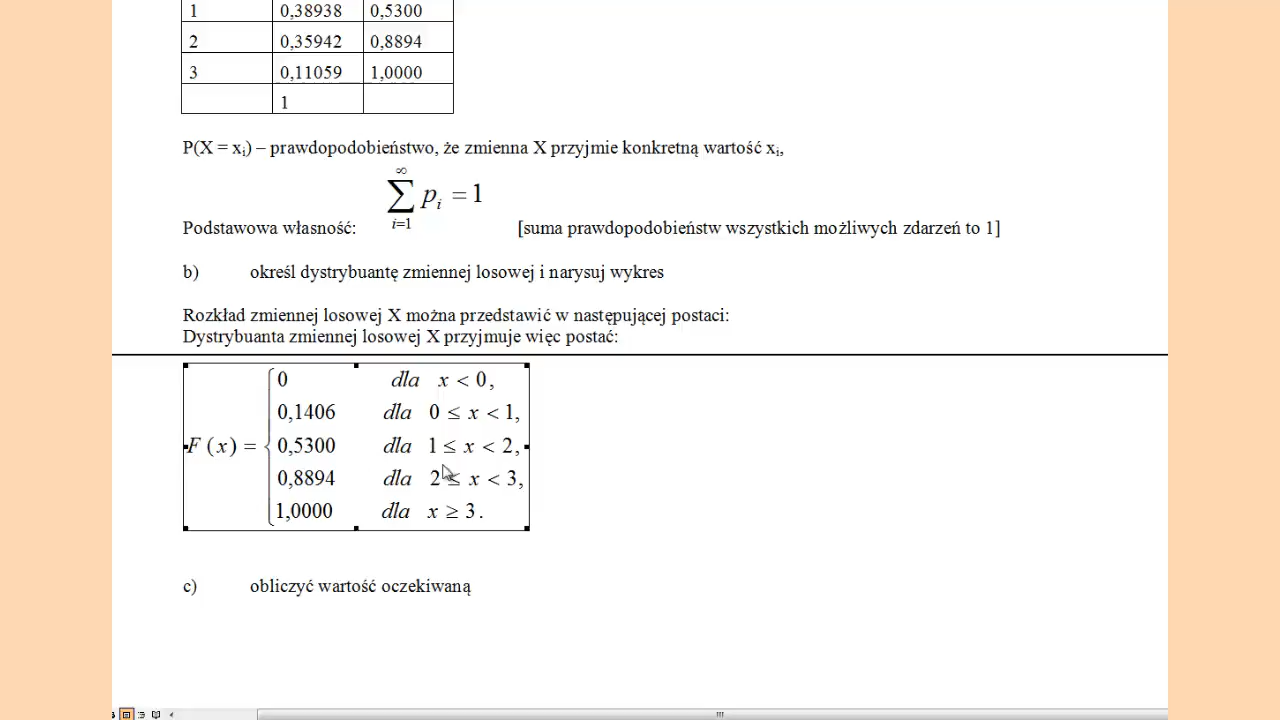 1 0,38938 0,5300
2 0,35942 0,8894
3 0,11059 1,0000
1
P(X = xi) – prawdopodobieństwo, że zmienna X przyjmie konkretną wartość xi,
∞
∑ pi = 1
i=1
Podstawowa własność: [suma prawdopodobieństw wszystkich możliwych zdarzeń to 1]
b) określ dystrybuantę zmiennej losowej i narysuj wykres
Rozkład zmiennej losowej X można przedstawić w następującej postaci:
Dystrybuanta zmiennej losowej X przyjmuje więc postać:
0 dla x < 0,
0,1406 dla 0 ≤ x < 1,
F (x) = { 0,5300 dla 1 ≤ x < 2,
0,8894 dla 2 ≤ x < 3,
1,0000 dla x ≥ 3.
c) obliczyć wartość oczekiwaną